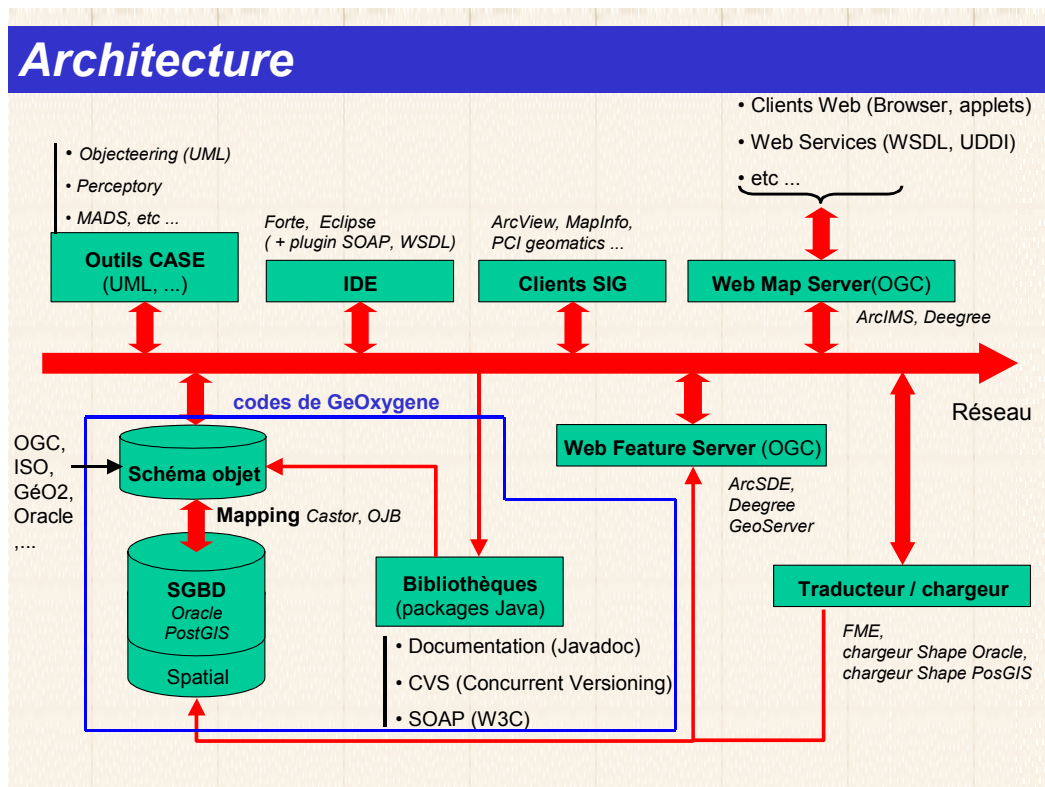 Architecture
• Clients Web (Browser, applets)
• Web Services (WSDL, UDDI)
• etc ...
• Objecteering (UML)
• Perceptory
• MADS, etc ...
Outils CASE
(UML, ...)
Forte, Eclipse
( + plugin SOAP, WSDL)
IDE
ArcView, MapInfo,
PCI geomatics ...
Clients SIG
Web Map Server(OGC)
ArcIMS, Deegree
Réseau
codes de GeOxygene
OGC,
ISO,
GéO2,
Oracle
,...
Schéma objet
Mapping Castor, OJB
SGBD
Oracle
PostGIS
Spatial
Bibliothèques
(packages Java)
• Documentation (Javadoc)
• CVS (Concurrent Versioning)
• SOAP (W3C)
Web Feature Server (OGC)
ArcSDE,
Deegree
GeoServer
Traducteur / chargeur
FME,
chargeur Shape Oracle,
chargeur Shape PosGIS